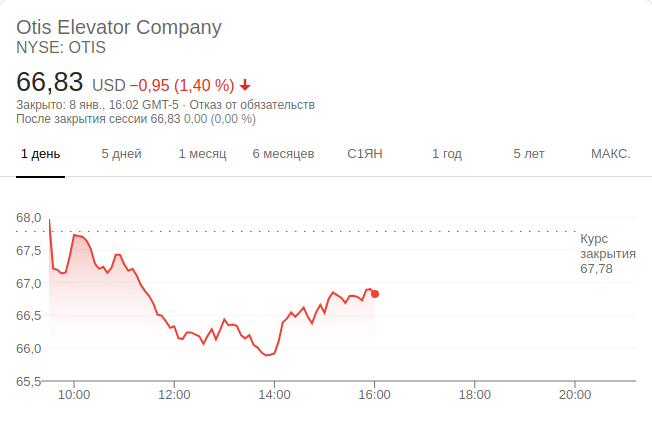 Otis Elevator Company
NYSE: OTIS
66,83 USD −0,95 (1,40 %)
Закрыто: 8 янв., 16:02 GMT-5 · Отказ от обязательств
После закрытия сессии 66,83 0,00 (0,00 %)
1 день 5 дней 1 месяц 6 месяцев С1ЯН 1 год 5 лет МАКС.
68,0
67,5
67,0
66,5
66,0
65,5
Курс
закрытия
67,78
10:00 12:00 14:00 16:00 18:00 20:00